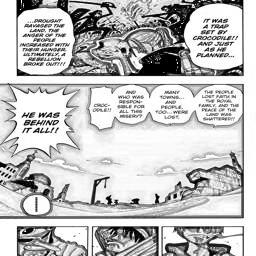 IT WAS A
TRAP
SET BY
CROCODILE!!
AND JUST
AS HE
PLANNED...
...DROUGHT
RAVAGED THE
LAND. THE
ANGER OF THE
PEOPLE
INCREASED WITH
THEIR HUNGER.
ULTIMATELY, A
REBELLION
BROKE OUT!!!
THE PEOPLE
LOST FAITH IN
THE ROYAL
FAMILY, AND THE
PEACE OF THE
LAND WAS
SHATTERED!!
MANY
TOWNS...
AND
PEOPLE,
TOO...WERE
LOST.
AND WHO
WAS
RESPON-
SIBLE FOR
ALL THIS
MISERY?
CROC-
ODILE!!
HE WAS
BEHIND
IT ALL!!